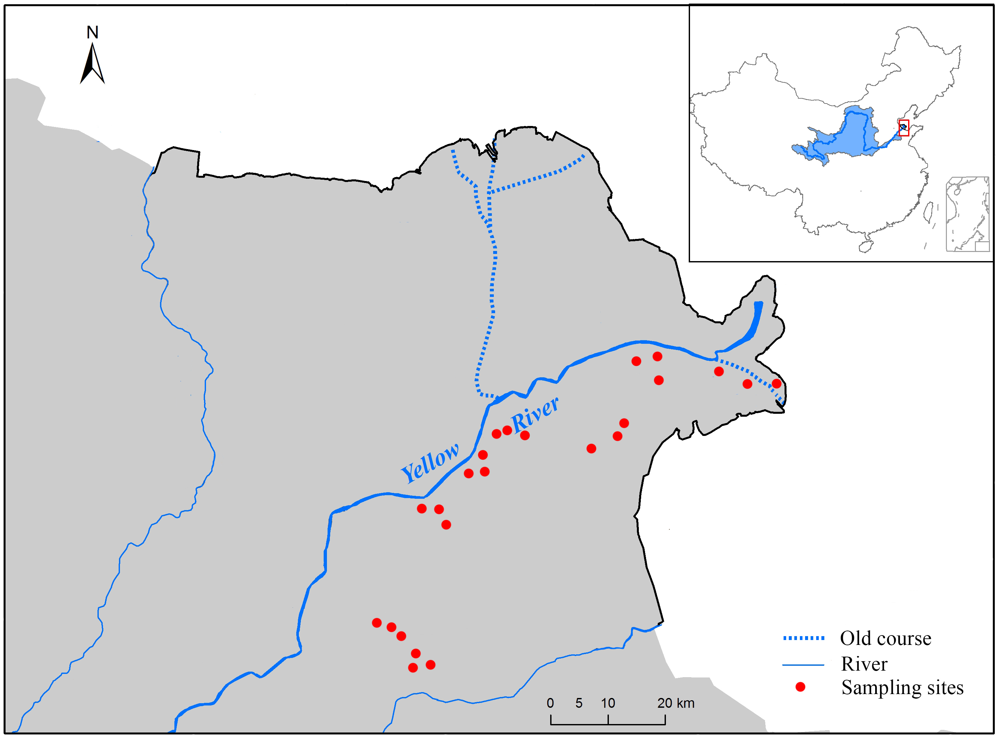 N
Yellow River
Old course
River
Sampling sites
0 5 10 20 km